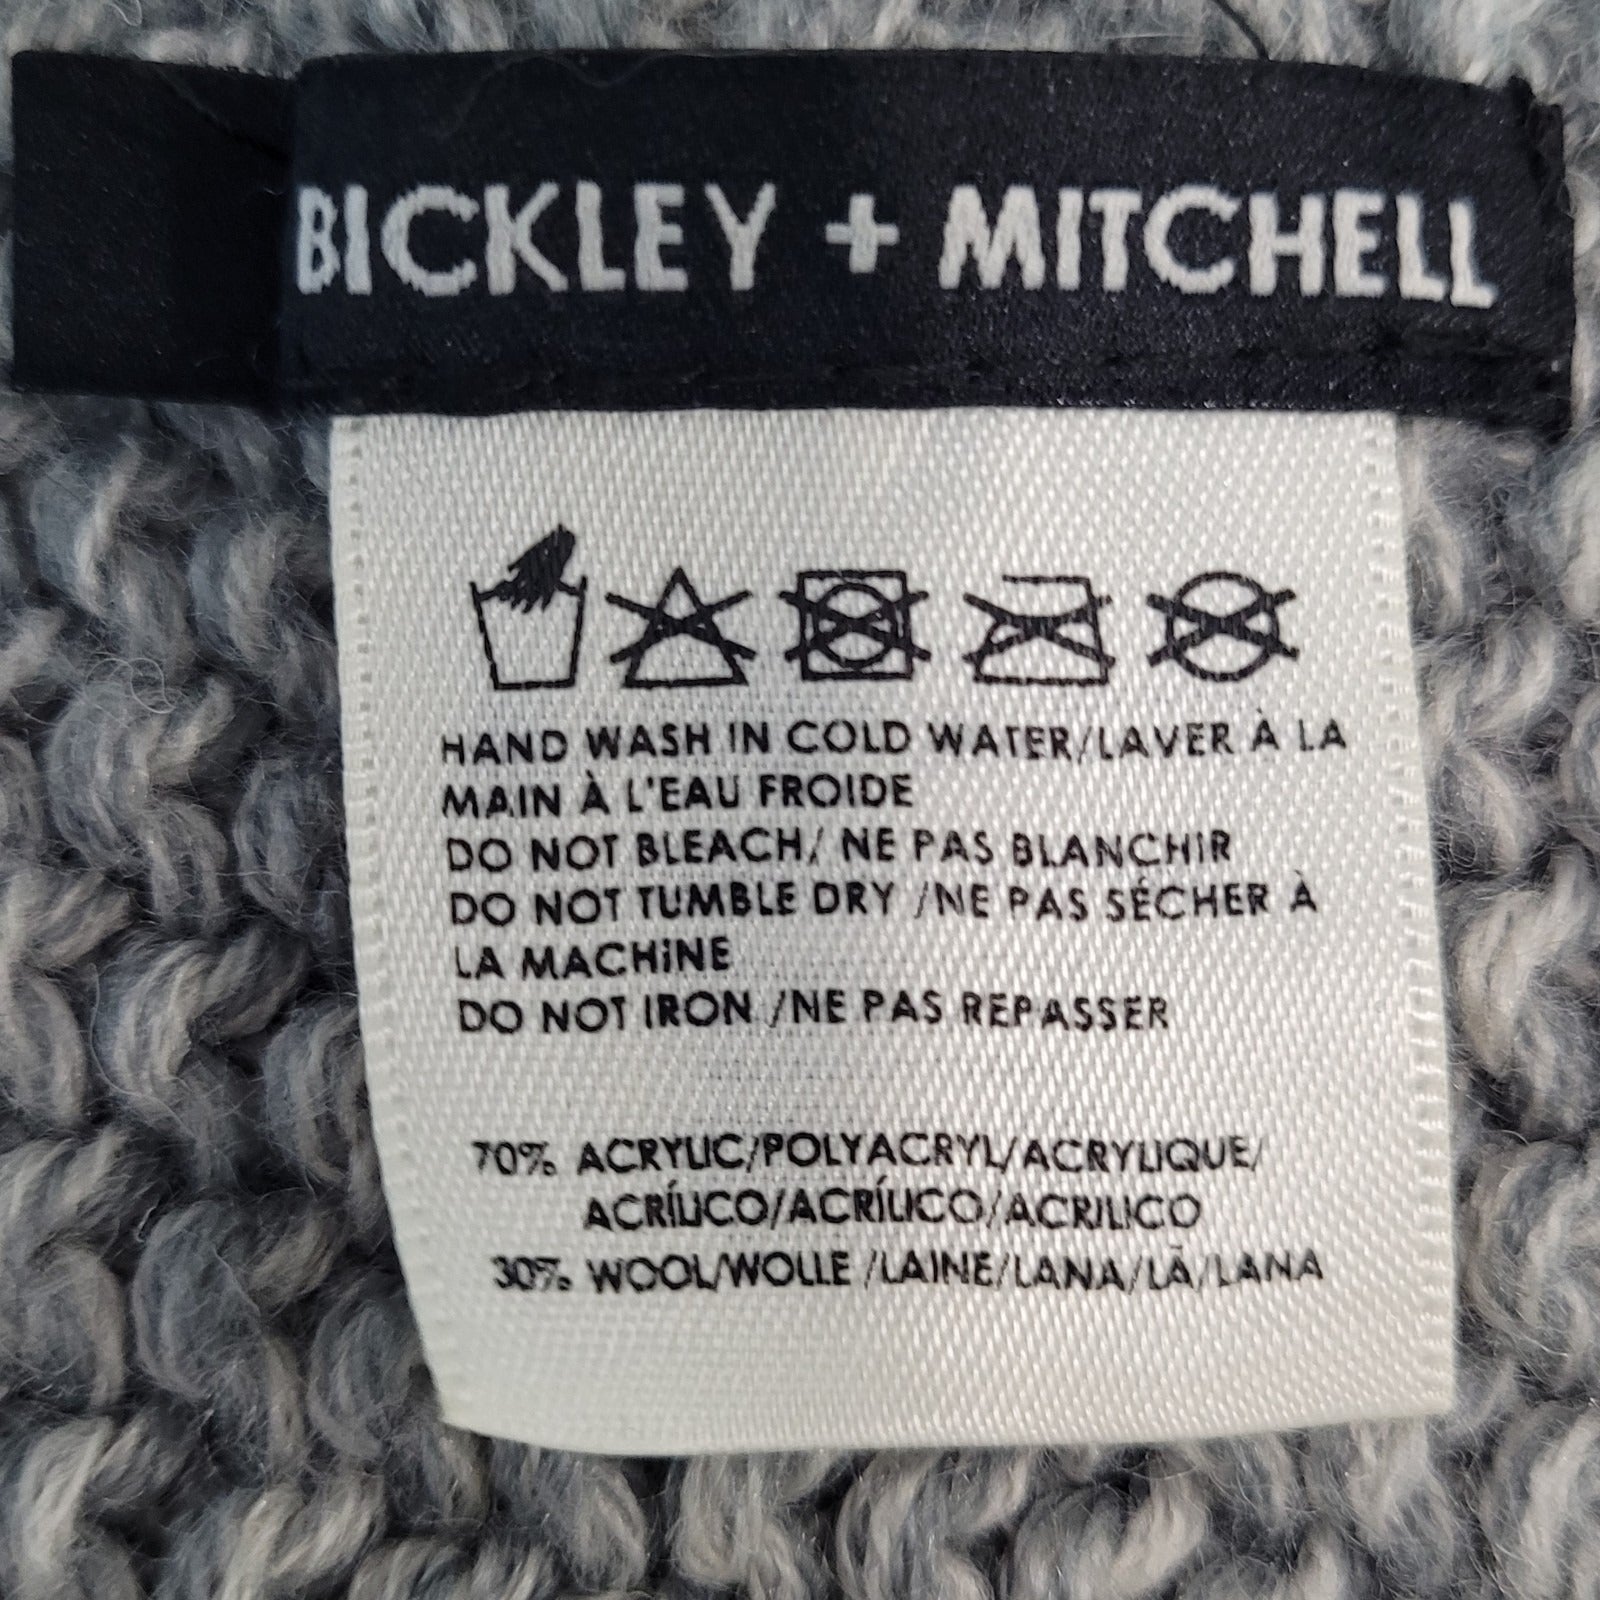 BICKLEY + MITCHELL
HAND WASH IN COLD WATER/LAVER À LA
MAIN À L'EAU FROIDE
DO NOT BLEACH/ NE PAS BLANCHIR
DO NOT TUMBLE DRY /NE PAS SÉCHER À
LA MACHINE
DO NOT IRON /NE PAS REPASSER
70% ACRYLIC/POLYACRYL/ACRYLIQUE/
ACRÍLICO/ACRÍLICO/ACRILICO
30% WOOL/WOLLE /LAINE/LANA/LÃ/LANA